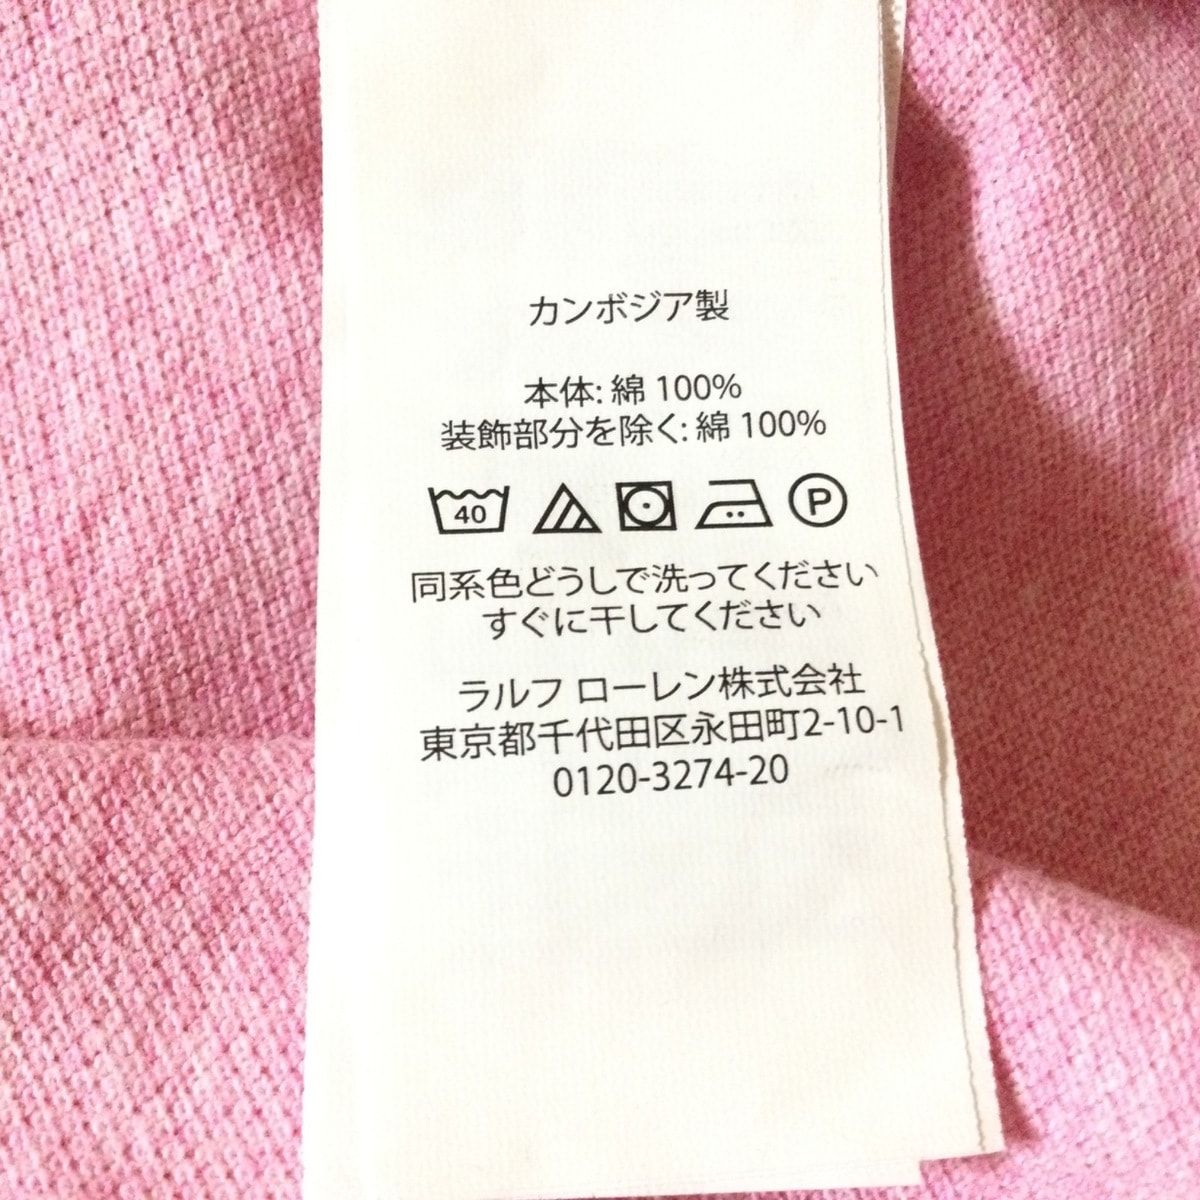 カンボジア製
本体: 綿 100%
装飾部分を除く: 綿 100%
40
P
同系色どうしで洗ってください
すぐに干してください
ラルフ ローレン株式会社
東京都千代田区永田町2-10-1
0120-3274-20